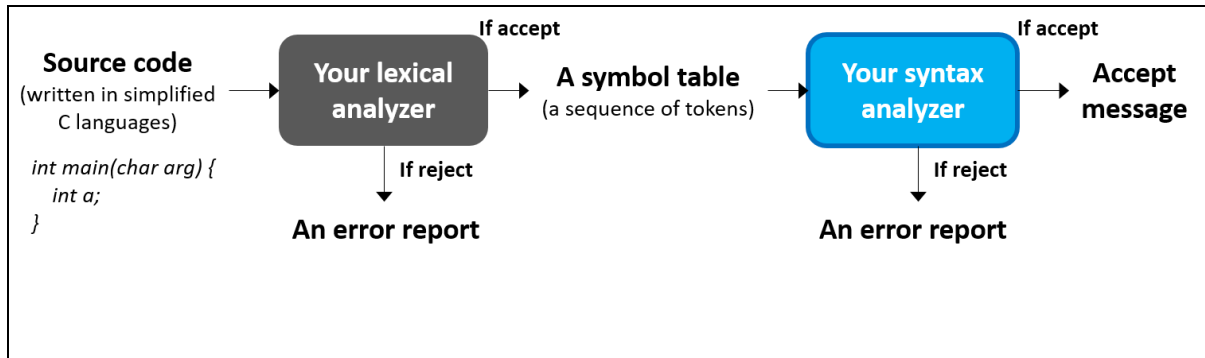 Source code
(written in simplified
C languages)
int main(char arg) {
int a;
}
Your lexical
analyzer
If accept
If reject
An error report
A symbol table
(a sequence of tokens)
Your syntax
analyzer
If accept
If reject
An error report
Accept
message